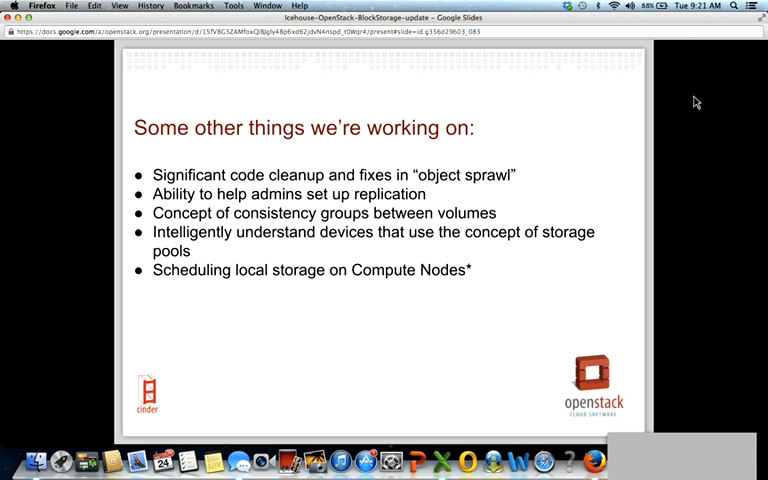 Firefox File Edit View History Bookmarks Tools Window Help 88% Tue 9:21 AM
Icehouse-OpenStack-BlockStorage-update - Google Slides
Some other things we're working on:
● Significant code cleanup and fixes in “object sprawl”
● Ability to help admins set up replication
● Concept of consistency groups between volumes
● Intelligently understand devices that use the concept of storage
pools
● Scheduling local storage on Compute Nodes*
cinder
openstack
CLOUD SOFTWARE
24